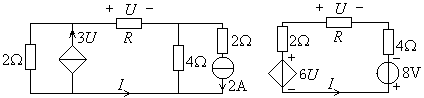 + U − + U −
3U R 2Ω 2Ω R
2Ω 4Ω + 4Ω −
6U 8V
I 2A − I +